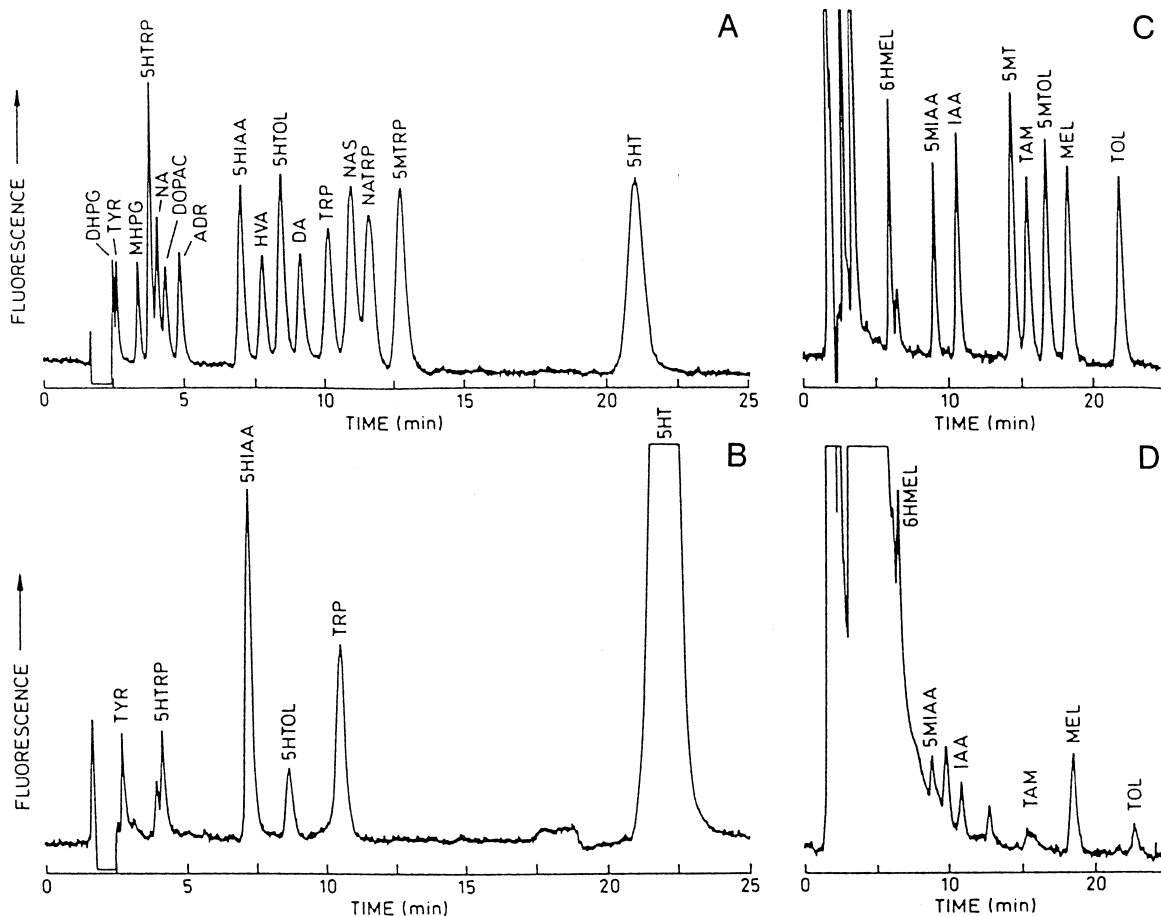 A
FLUORESCENCE
DHPG
TYR
MHPG
5HTRP
NA
DOPAC
ADR
5HIAA
HVA
5HTOL
DA
TRP
NAS
NATRP
5MTRP
5HT
0 5 10 15 20 25
TIME (min)
C
6HMEL
5MIAA
IAA
5MT
TAM
5MTOL
MEL
TOL
0 10 20
TIME (min)
B
FLUORESCENCE
TYR
5HTRP
5HIAA
5HTOL
TRP
5HT
0 5 10 15 20 25
TIME (min)
D
6HMEL
5MIAA
IAA
TAM
MEL
TOL
0 10 20
TIME (min)